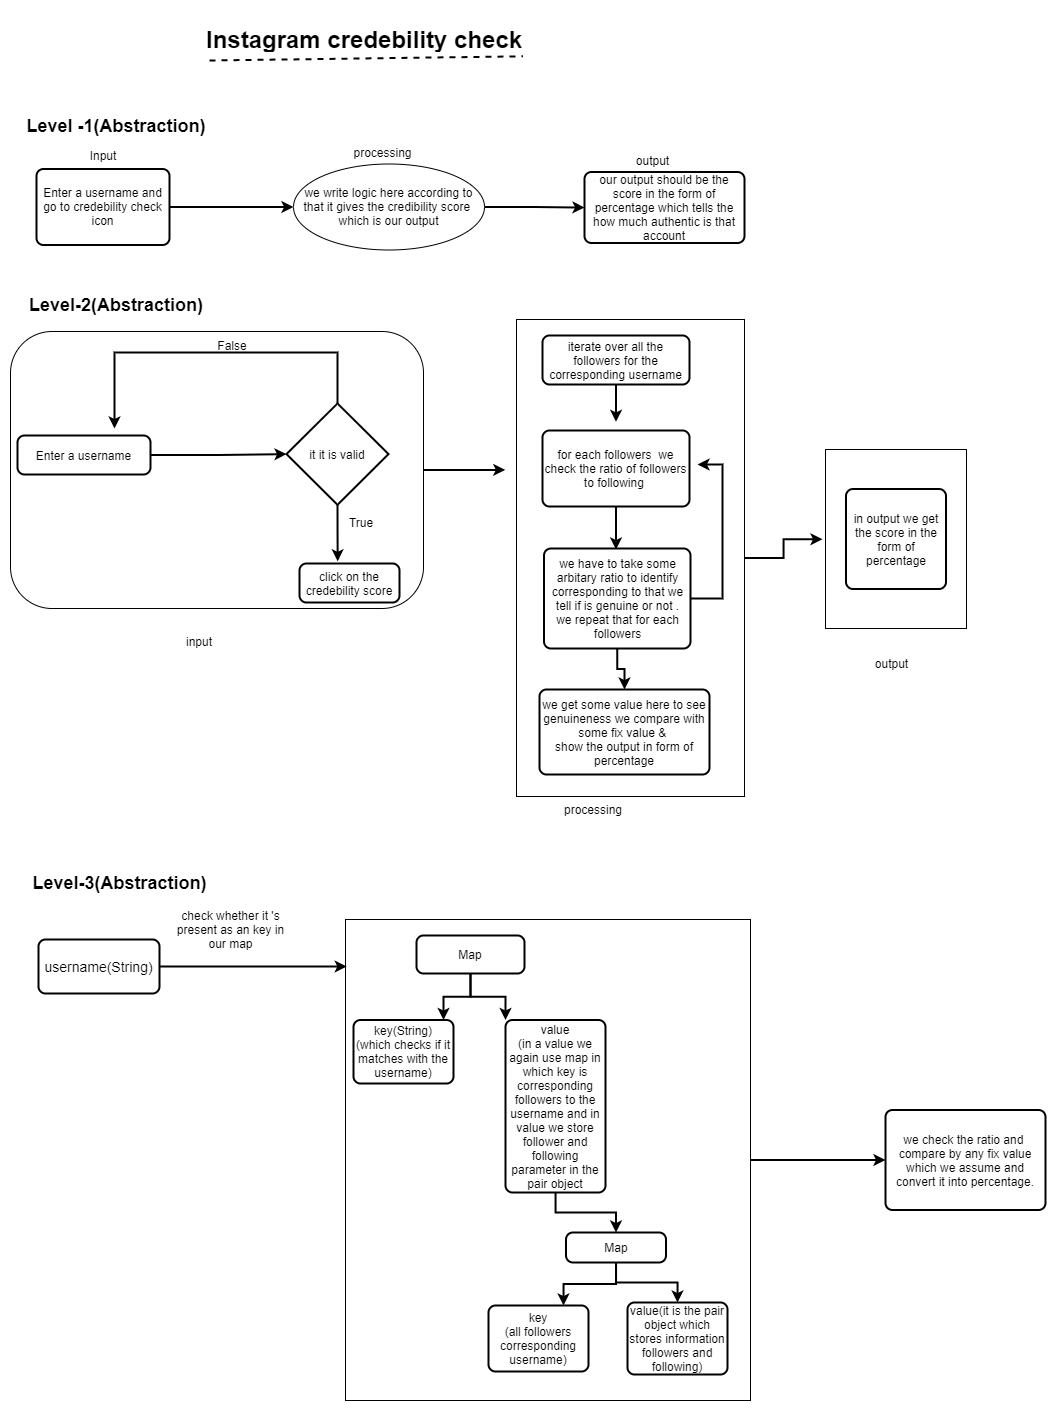 Instagram credebility check
Level -1(Abstraction)
Input
processing
output
Enter a username and
go to credebility check
icon
we write logic here according to
that it gives the credibility score
which is our output
our output should be the
score in the form of
percentage which tells the
how much authentic is that
account
Level-2(Abstraction)
False
Enter a username
it it is valid
True
click on the
credebility score
input
iterate over all the
followers for the
corresponding username
for each followers we
check the ratio of followers
to following
we have to take some
arbitary ratio to identify
corresponding to that we
tell if is genuine or not .
we repeat that for each
followers
we get some value here to see
genuineness we compare with
some fix value &
show the output in form of
percentage
processing
in output we get
the score in the
form of
percentage
output
Level-3(Abstraction)
username(String)
check whether it 's
present as an key in
our map
Map
key(String)
(which checks if it
matches with the
username)
value
(in a value we
again use map in
which key is
corresponding
followers to the
username and in
value we store
follower and
following
parameter in the
pair object
Map
key
(all followers
corresponding
username)
value(it is the pair
object which
stores information
followers and
following)
we check the ratio and
compare by any fix value
which we assume and
convert it into percentage.